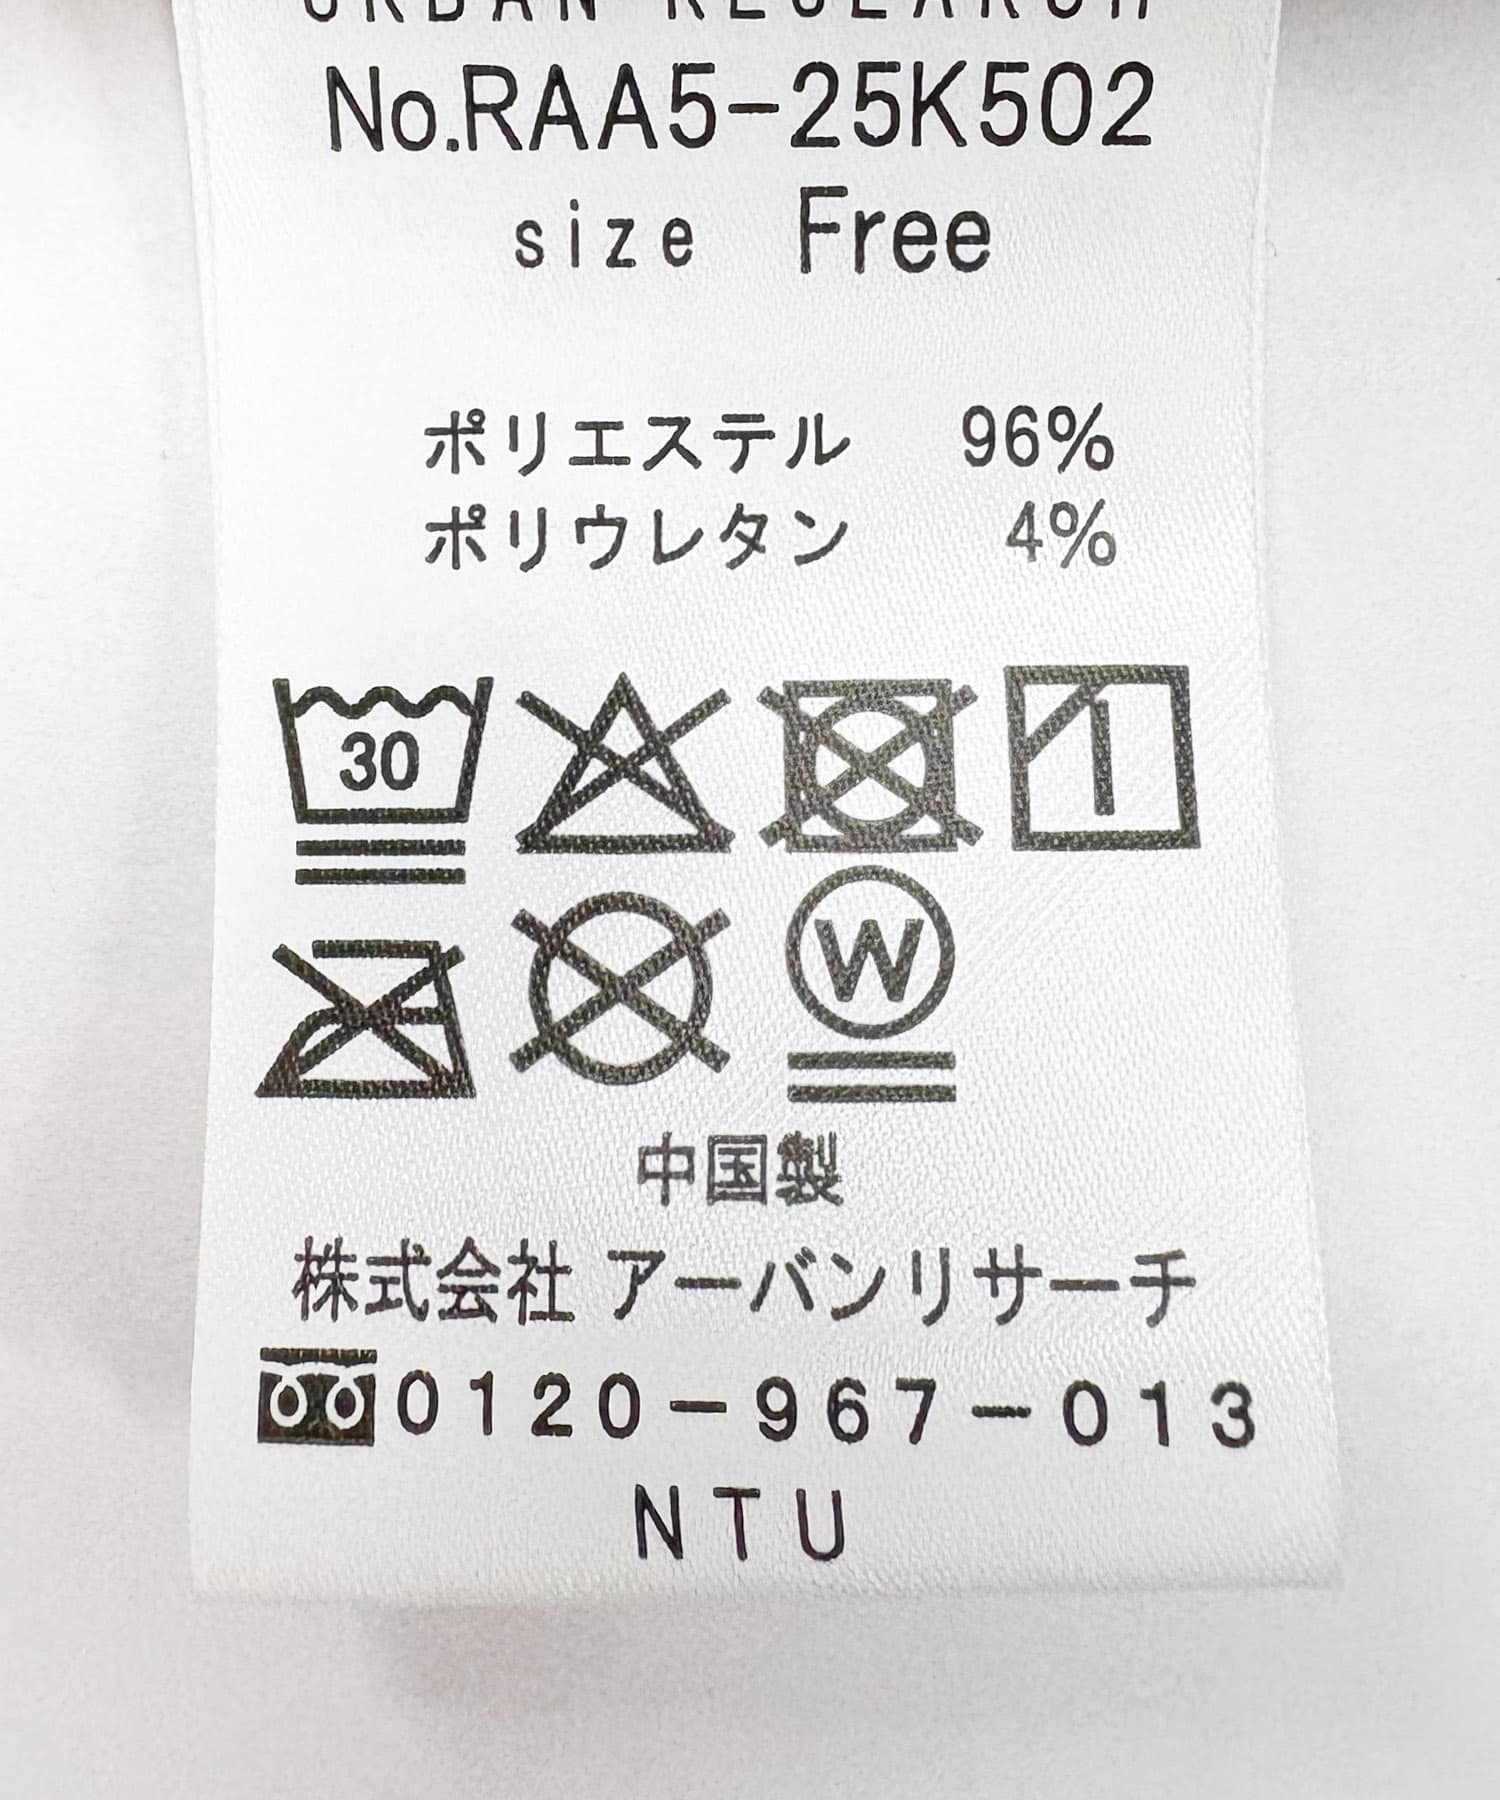 URBAN RESEARCH
No.RAA5-25K502
size Free
ポリエステル 96%
ポリウレタン 4%
30
W
中国製
株式会社 アーバンリサーチ
0120-967-013
NTU